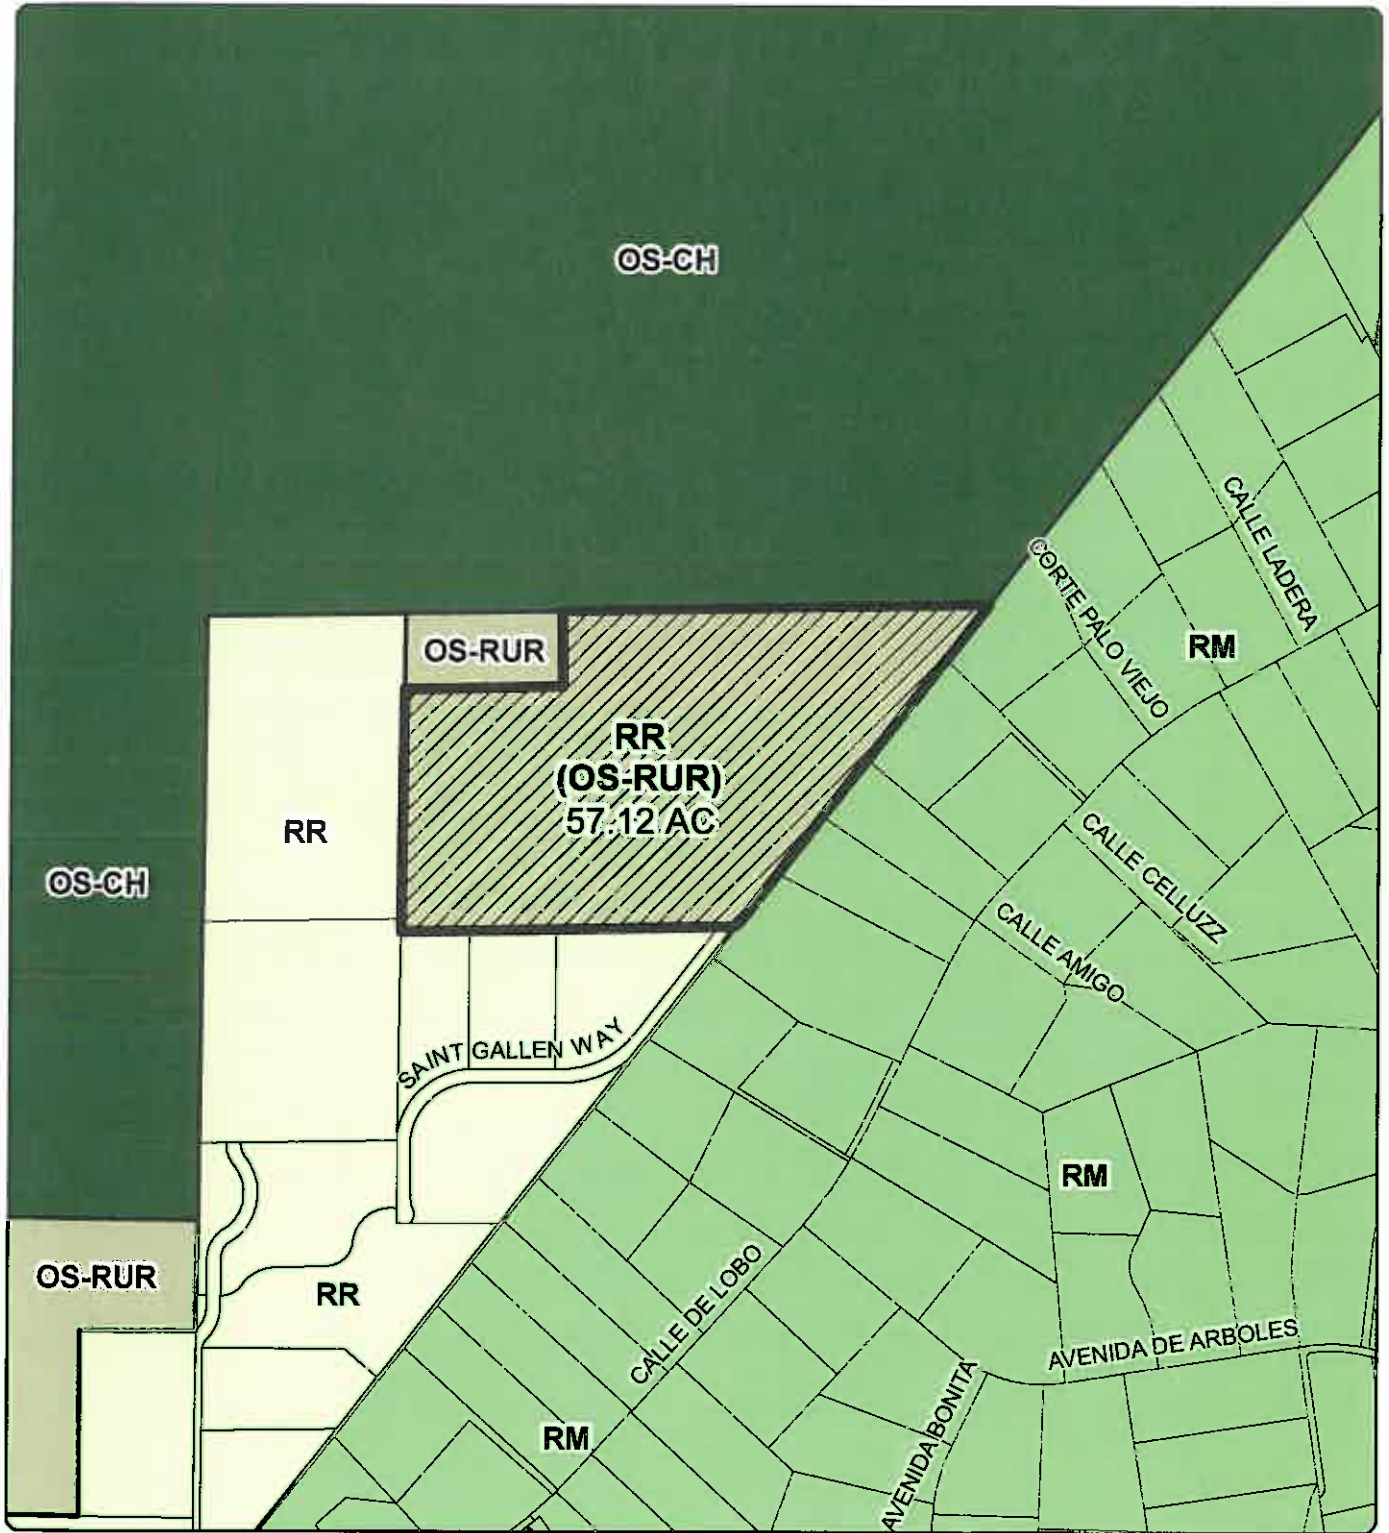 OS-CH
CALLE LADERA
CORTE PALO VIEJO
OS-RUR
RM
RR
(OS-RUR)
57.12 AC
RR
OS-CH
CALLE CELLUZZ
CALLE AMIGO
SAINT GALLEN WAY
RM
OS-RUR
RR
CALLE DE LOBO
AVENIDA DE ARBOLES
AVENIDA BONITA
RM